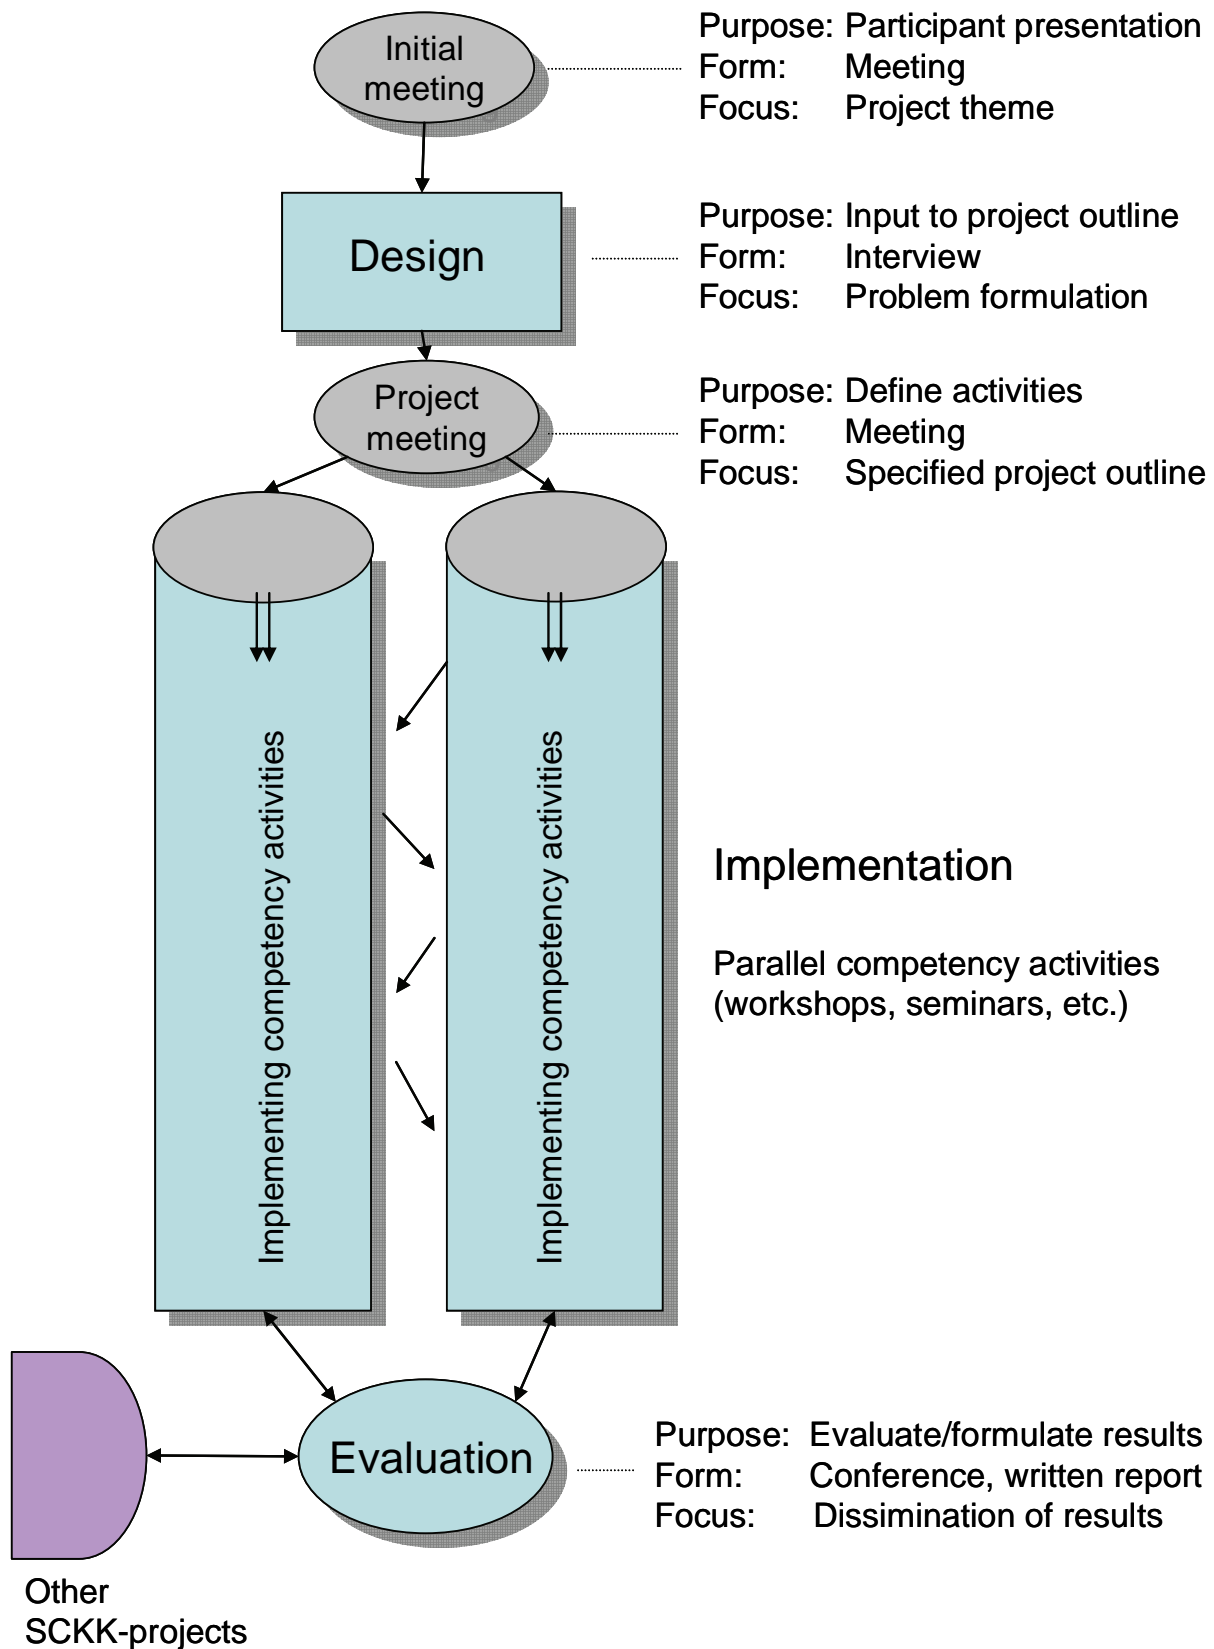 Initial
meeting
Purpose: Participant presentation
Form: Meeting
Focus: Project theme
Design
Purpose: Input to project outline
Form: Interview
Focus: Problem formulation
Project
meeting
Purpose: Define activities
Form: Meeting
Focus: Specified project outline
Implementing competency activities
Implementing competency activities
Implementation
Parallel competency activities
(workshops, seminars, etc.)
Evaluation
Purpose: Evaluate/formulate results
Form: Conference, written report
Focus: Dissimination of results
Other
SCKK-projects